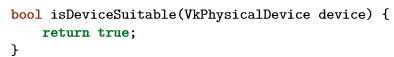 bool isDeviceSuitable(VkPhysicalDevice device) {
    return true;
}